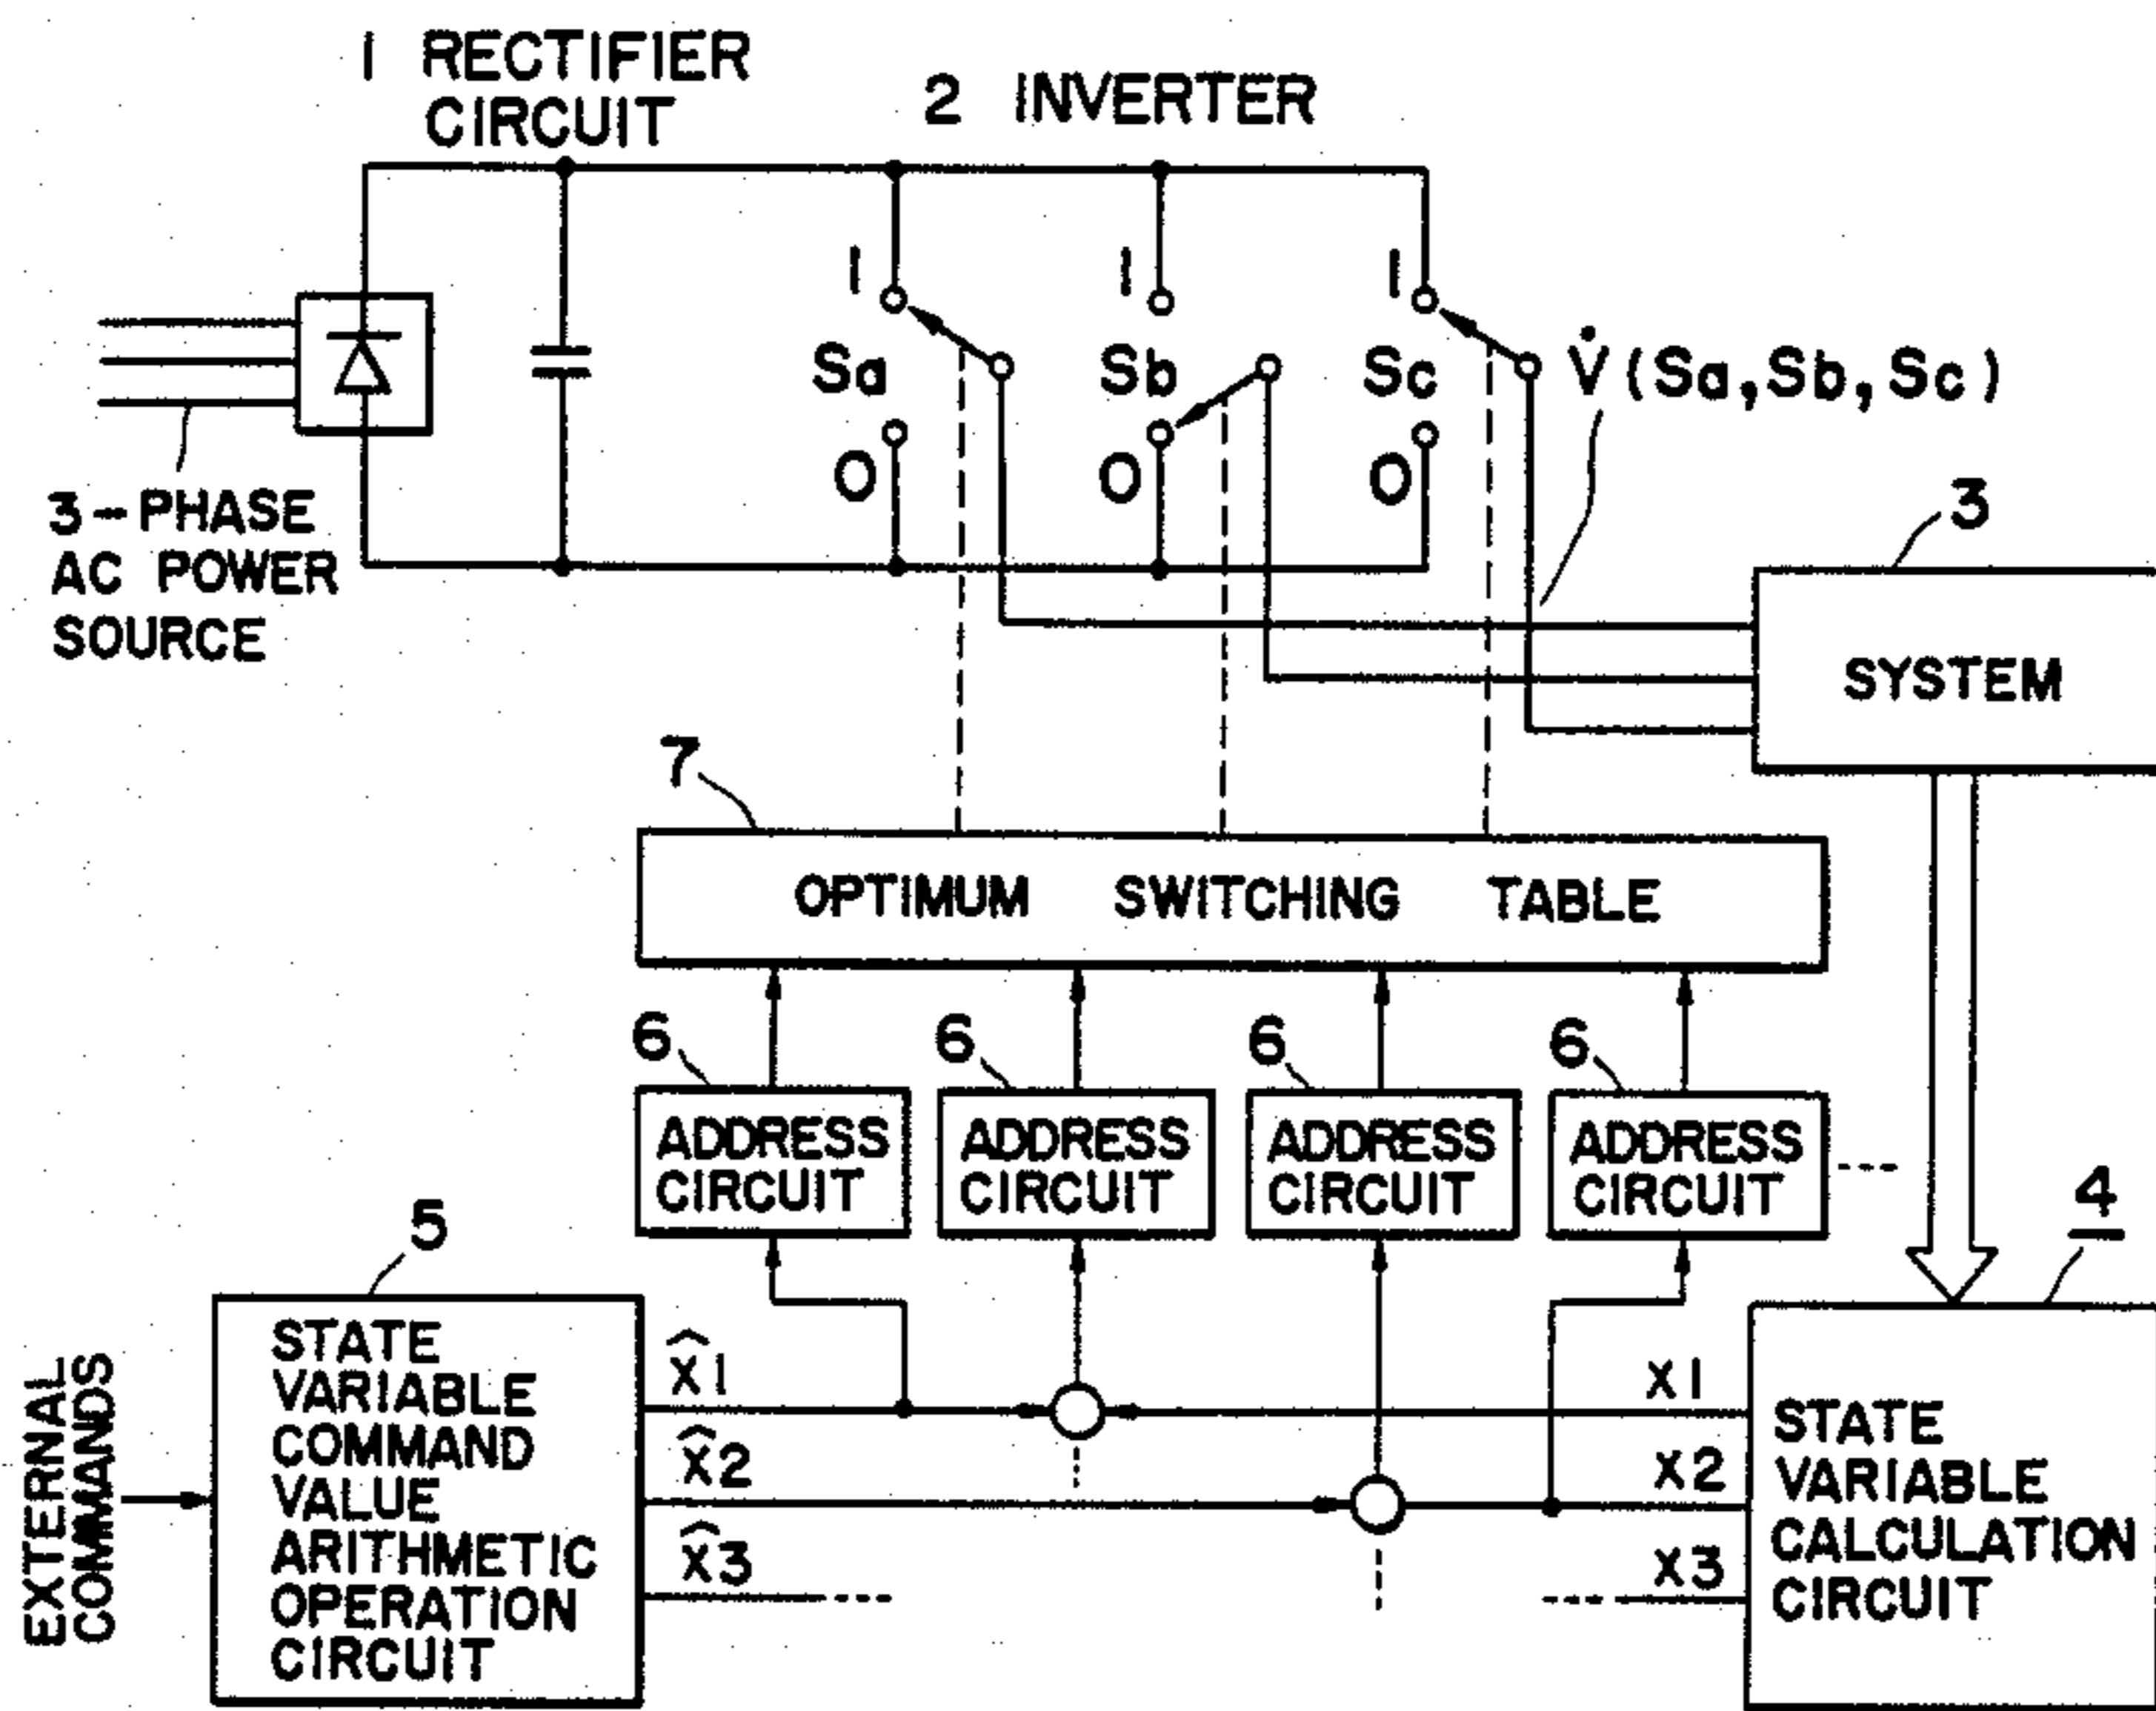 1 RECTIFIER
CIRCUIT
2 INVERTER
1
1
1
Sa
Sb
Sc
V̇ (Sa, Sb, Sc)
0
0
0
3-PHASE
AC POWER
SOURCE
3
SYSTEM
7
OPTIMUM SWITCHING TABLE
6
6
6
6
ADDRESS
CIRCUIT
ADDRESS
CIRCUIT
ADDRESS
CIRCUIT
ADDRESS
CIRCUIT
4
5
EXTERNAL
COMMANDS
STATE
VARIABLE
COMMAND
VALUE
ARITHMETIC
OPERATION
CIRCUIT
x̂1
x̂2
x̂3
x1
x2
x3
STATE
VARIABLE
CALCULATION
CIRCUIT